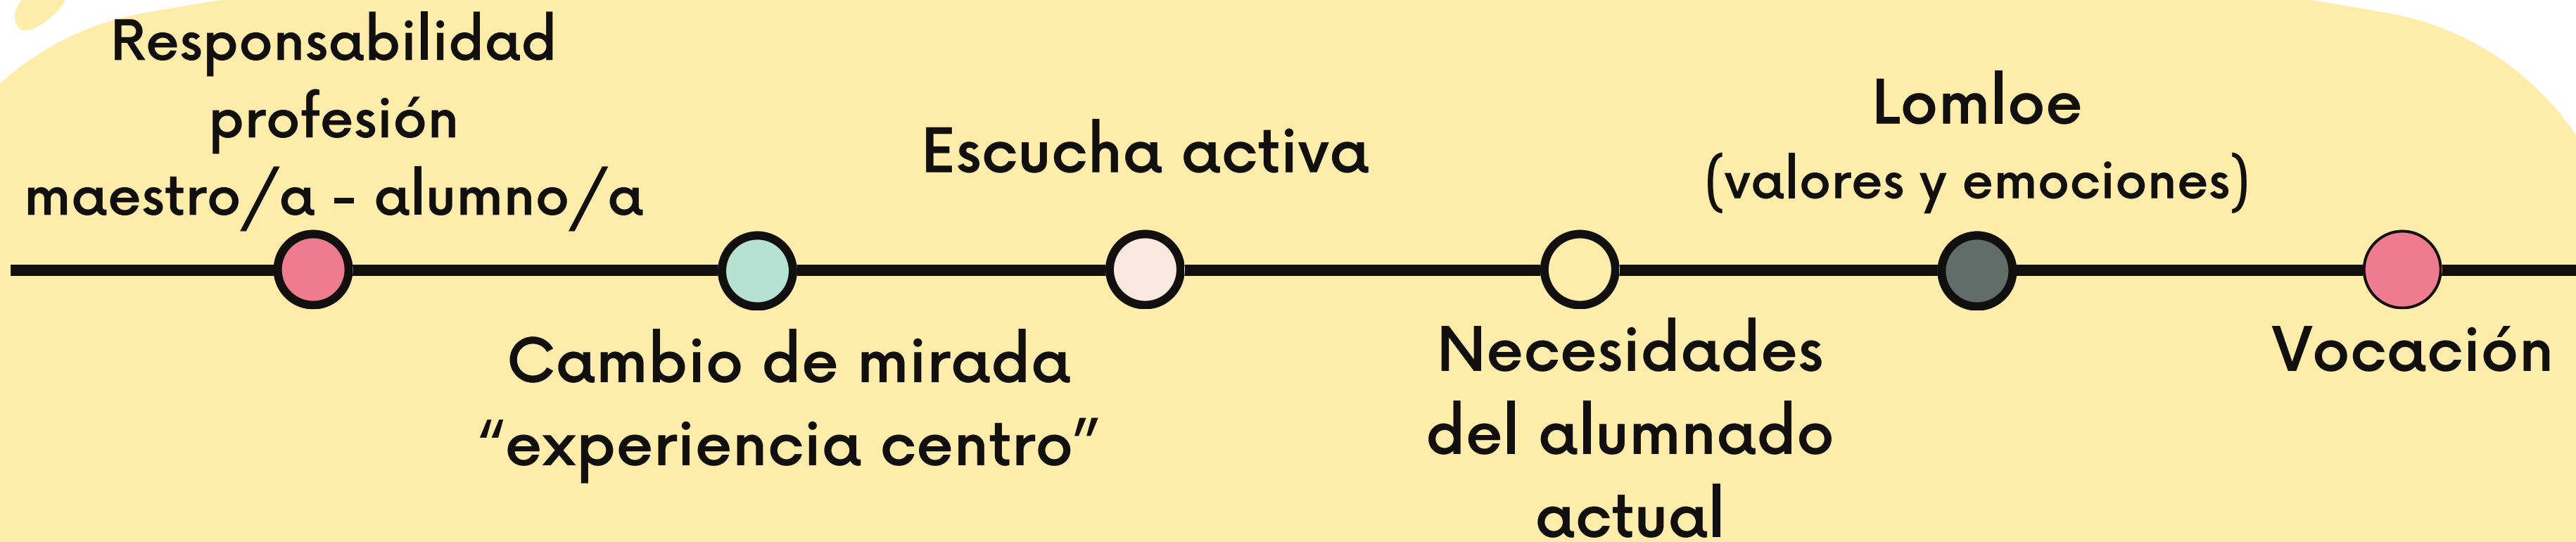 Responsabilidad
profesión
maestro/a - alumno/a
Cambio de mirada
“experiencia centro”
Escucha activa
Necesidades
del alumnado
actual
Lomloe
(valores y emociones)
Vocación